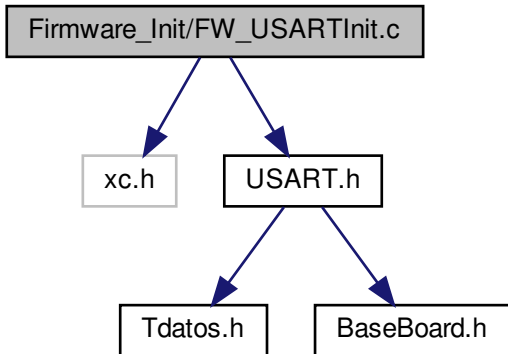 Firmware_Init/FW_USARTInit.c
xc.h
USART.h
Tdatos.h
BaseBoard.h